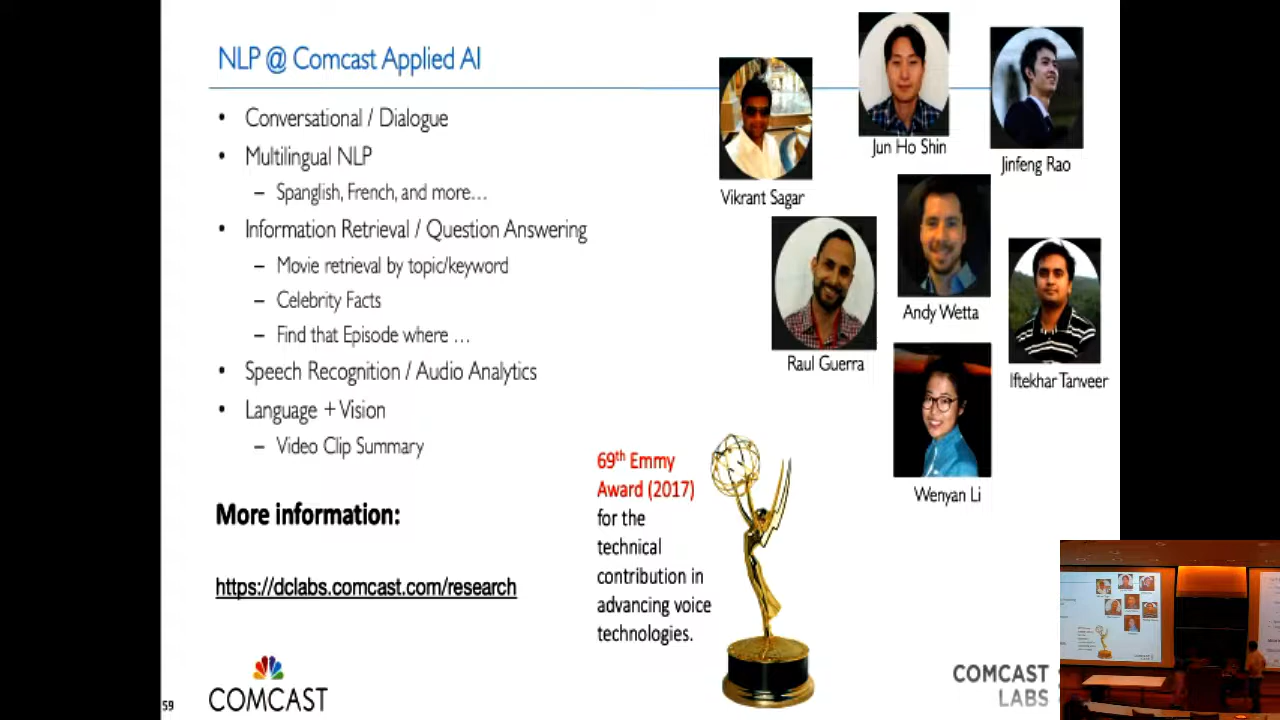 NLP @ Comcast Applied AI
• Conversational / Dialogue
• Multilingual NLP
– Spanglish, French, and more…
• Information Retrieval / Question Answering
– Movie retrieval by topic/keyword
– Celebrity Facts
– Find that Episode where …
• Speech Recognition / Audio Analytics
• Language + Vision
– Video Clip Summary
More information:
https://dclabs.comcast.com/research
Vikrant Sagar
Jun Ho Shin
Jinfeng Rao
Raul Guerra
Andy Wetta
Iftekhar Tanveer
Wenyan Li
69th Emmy
Award (2017)
for the
technical
contribution in
advancing voice
technologies.
59
COMCAST
COMCAST
LABS